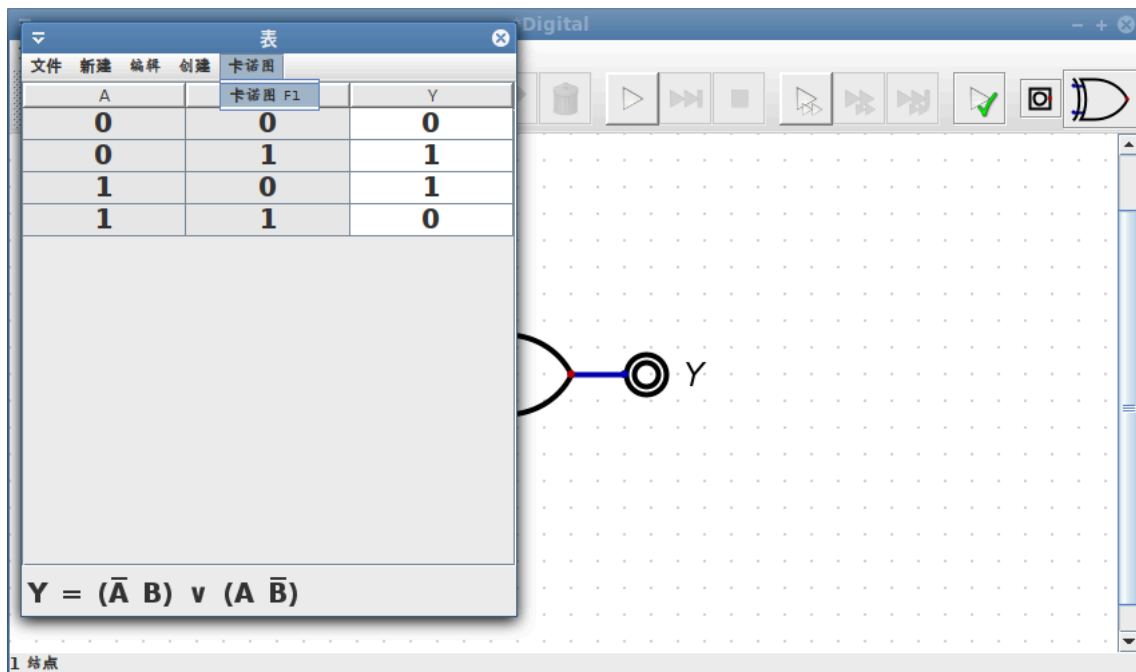 *Digital
表
文件 新建 编辑 创建 卡诺图
A Y
卡诺图 F1
0 0 0
0 1 1
1 0 1
1 1 0
Y
Y = (A̅ B) ∨ (A B̅)
1 结点